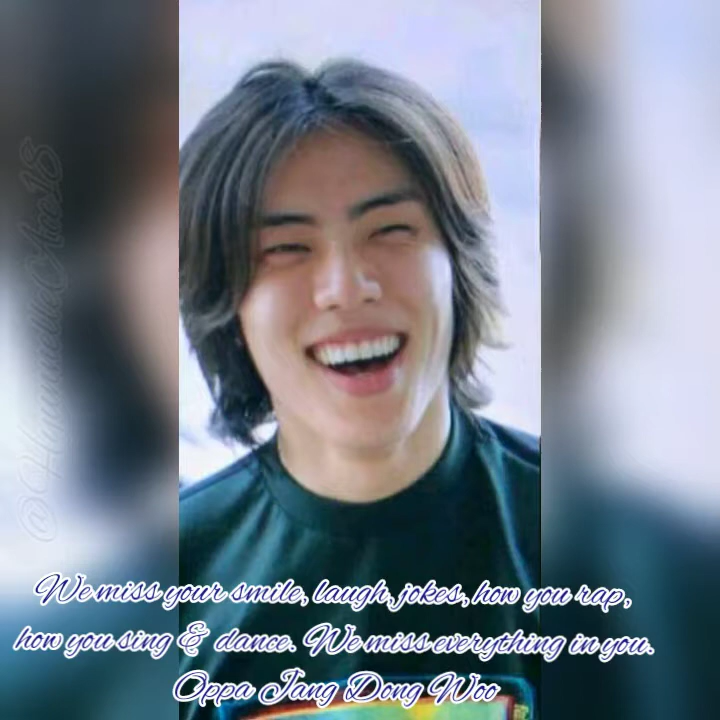 We miss your smile, laugh, jokes, how you rap,
how you sing & dance. We miss everything in you.
Oppa Jang Dong Woo